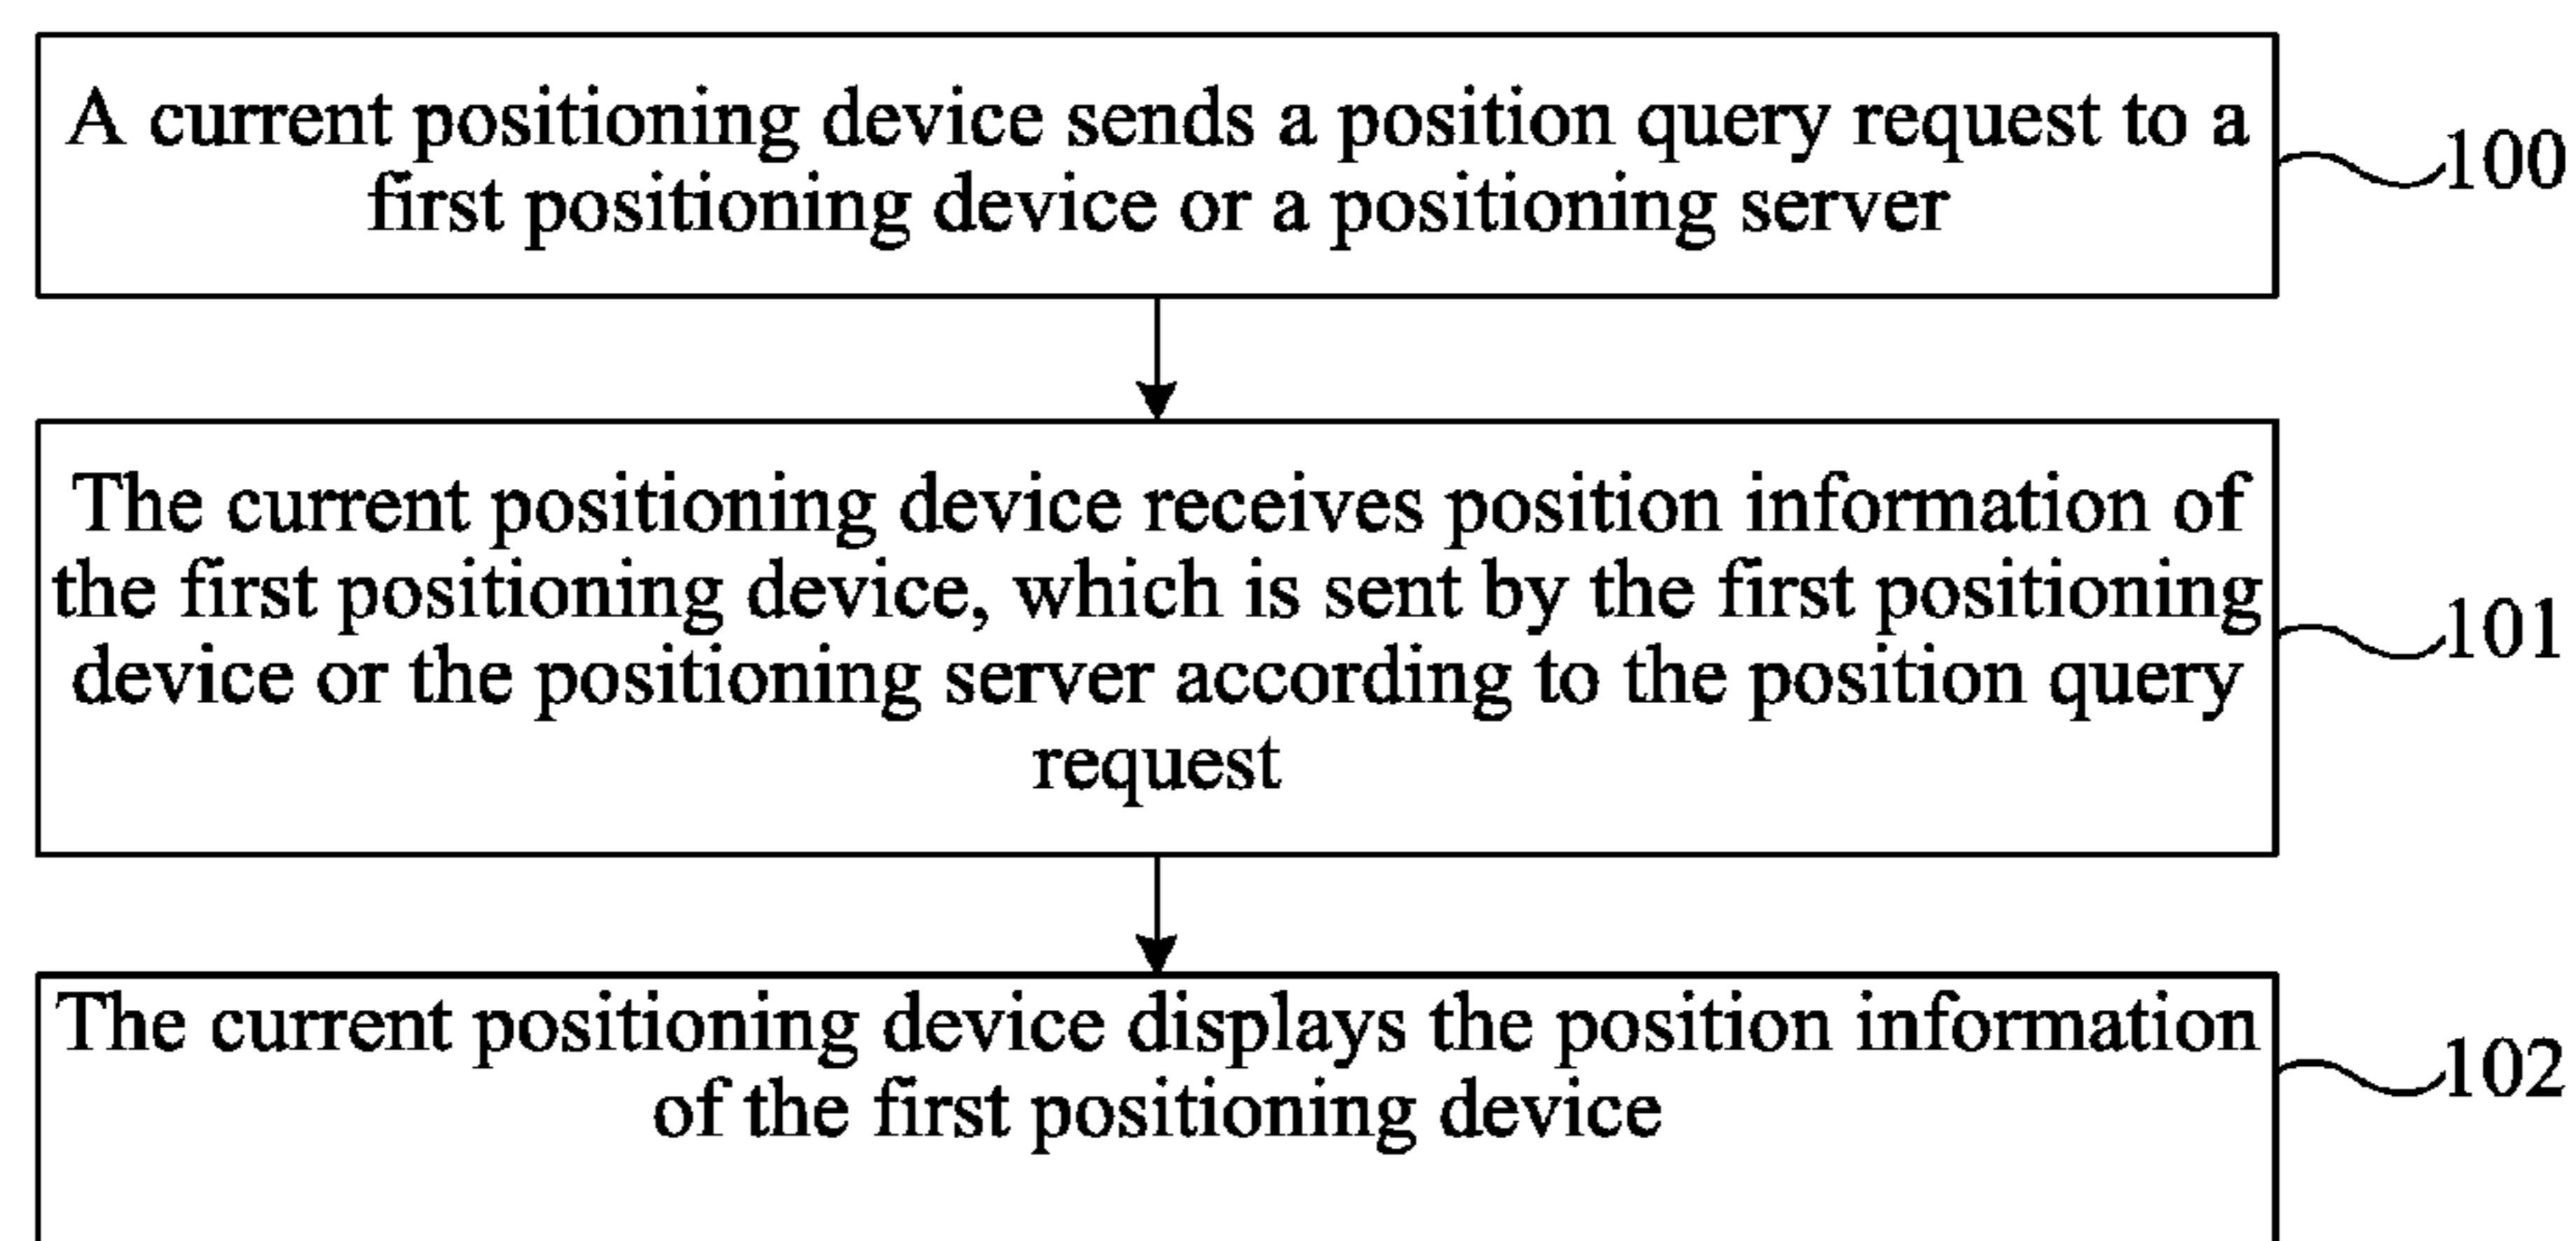 A current positioning device sends a position query request to a
first positioning device or a positioning server
100
The current positioning device receives position information of
the first positioning device, which is sent by the first positioning
device or the positioning server according to the position query
request
101
The current positioning device displays the position information
of the first positioning device
102